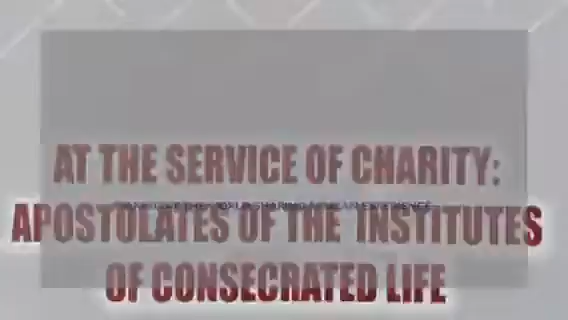 AT THE SERVICE OF CHARITY:
APOSTOLATES OF THE INSTITUTES
OF CONSECRATED LIFE